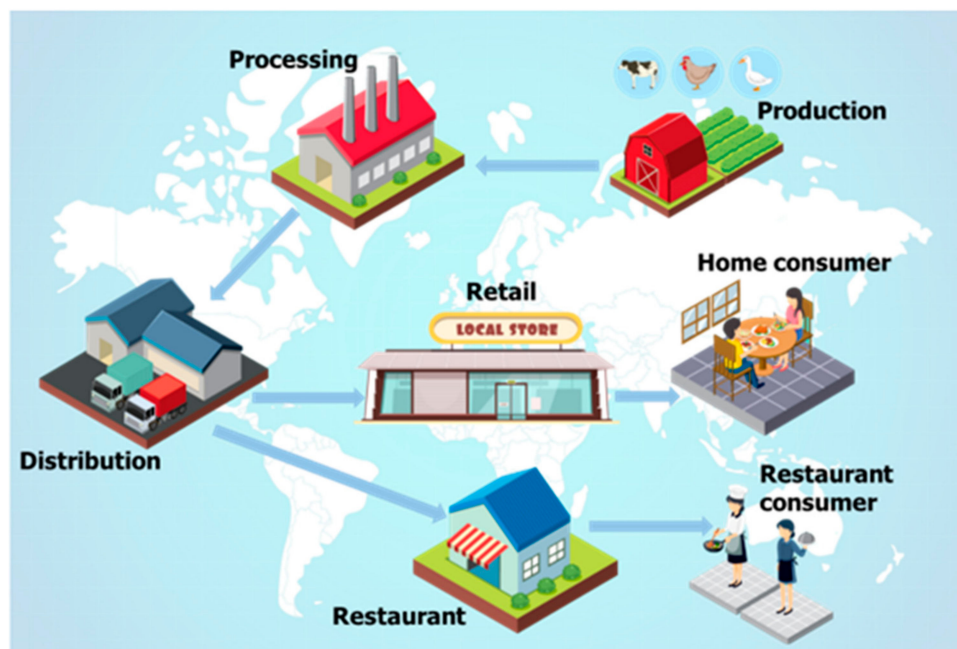 Processing
Production
Home consumer
Retail
LOCAL STORE
Distribution
Restaurant
consumer
Restaurant